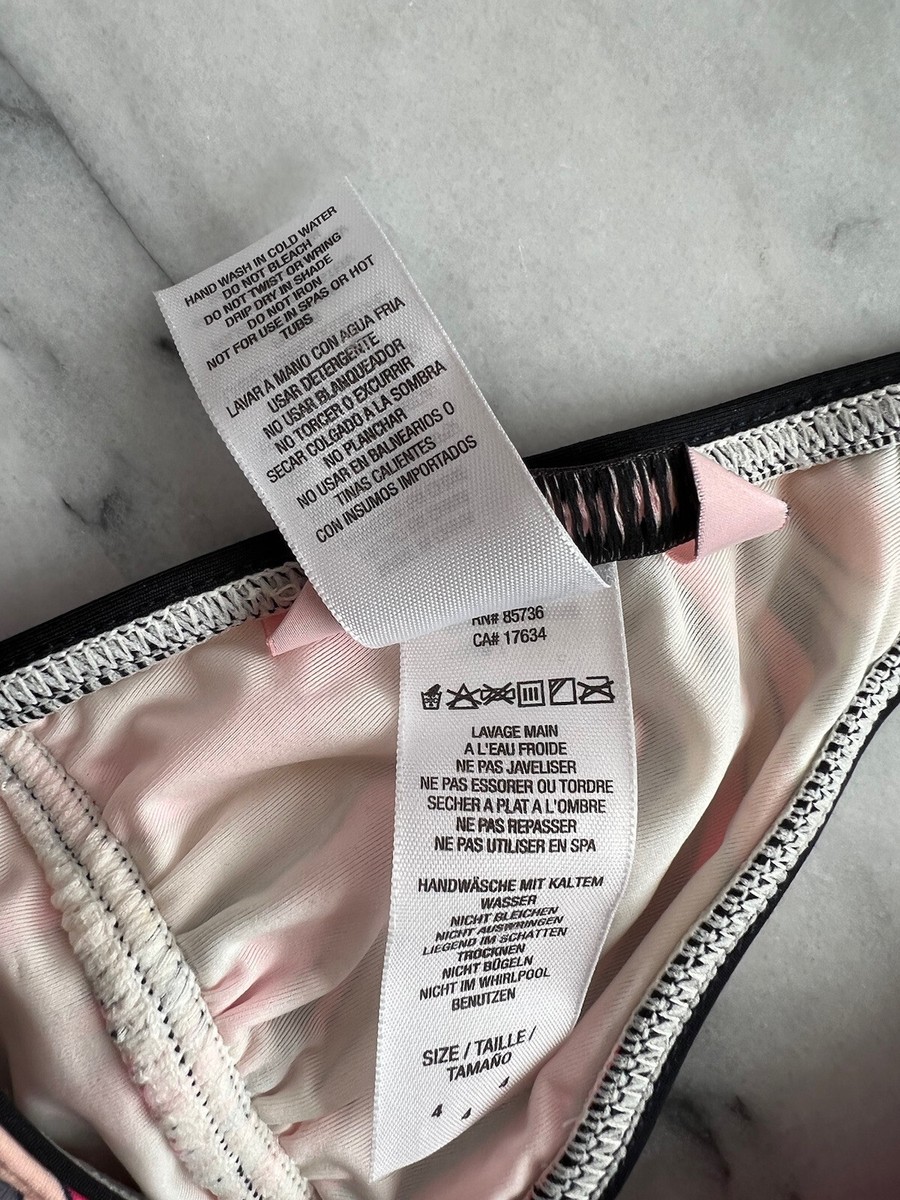 HAND WASH IN COLD WATER
DO NOT BLEACH
DO NOT TWIST OR WRING
DRIP DRY IN SHADE
DO NOT IRON
NOT FOR USE IN SPAS OR HOT
TUBS
LAVAR A MANO CON AGUA FRIA
USAR DETERGENTE
NO USAR BLANQUEADOR
NO TORCER O EXCURRIR
SECAR COLGADO A LA SOMBRA
NO PLANCHAR
NO USAR EN BALNEARIOS O
TINAS CALIENTES
CON INSUMOS IMPORTADOS
RN# 85736
CA# 17634
LAVAGE MAIN
A L'EAU FROIDE
NE PAS JAVELISER
NE PAS ESSORER OU TORDRE
SECHER A PLAT A L'OMBRE
NE PAS REPASSER
NE PAS UTILISER EN SPA
HANDWÄSCHE MIT KALTEM
WASSER
NICHT BLEICHEN
NICHT AUSWRINGEN
LIEGEND IM SCHATTEN
TROCKNEN
NICHT BÜGELN
NICHT IM WHIRLPOOL
BENUTZEN
SIZE / TAILLE /
TAMAÑO
4 4 4